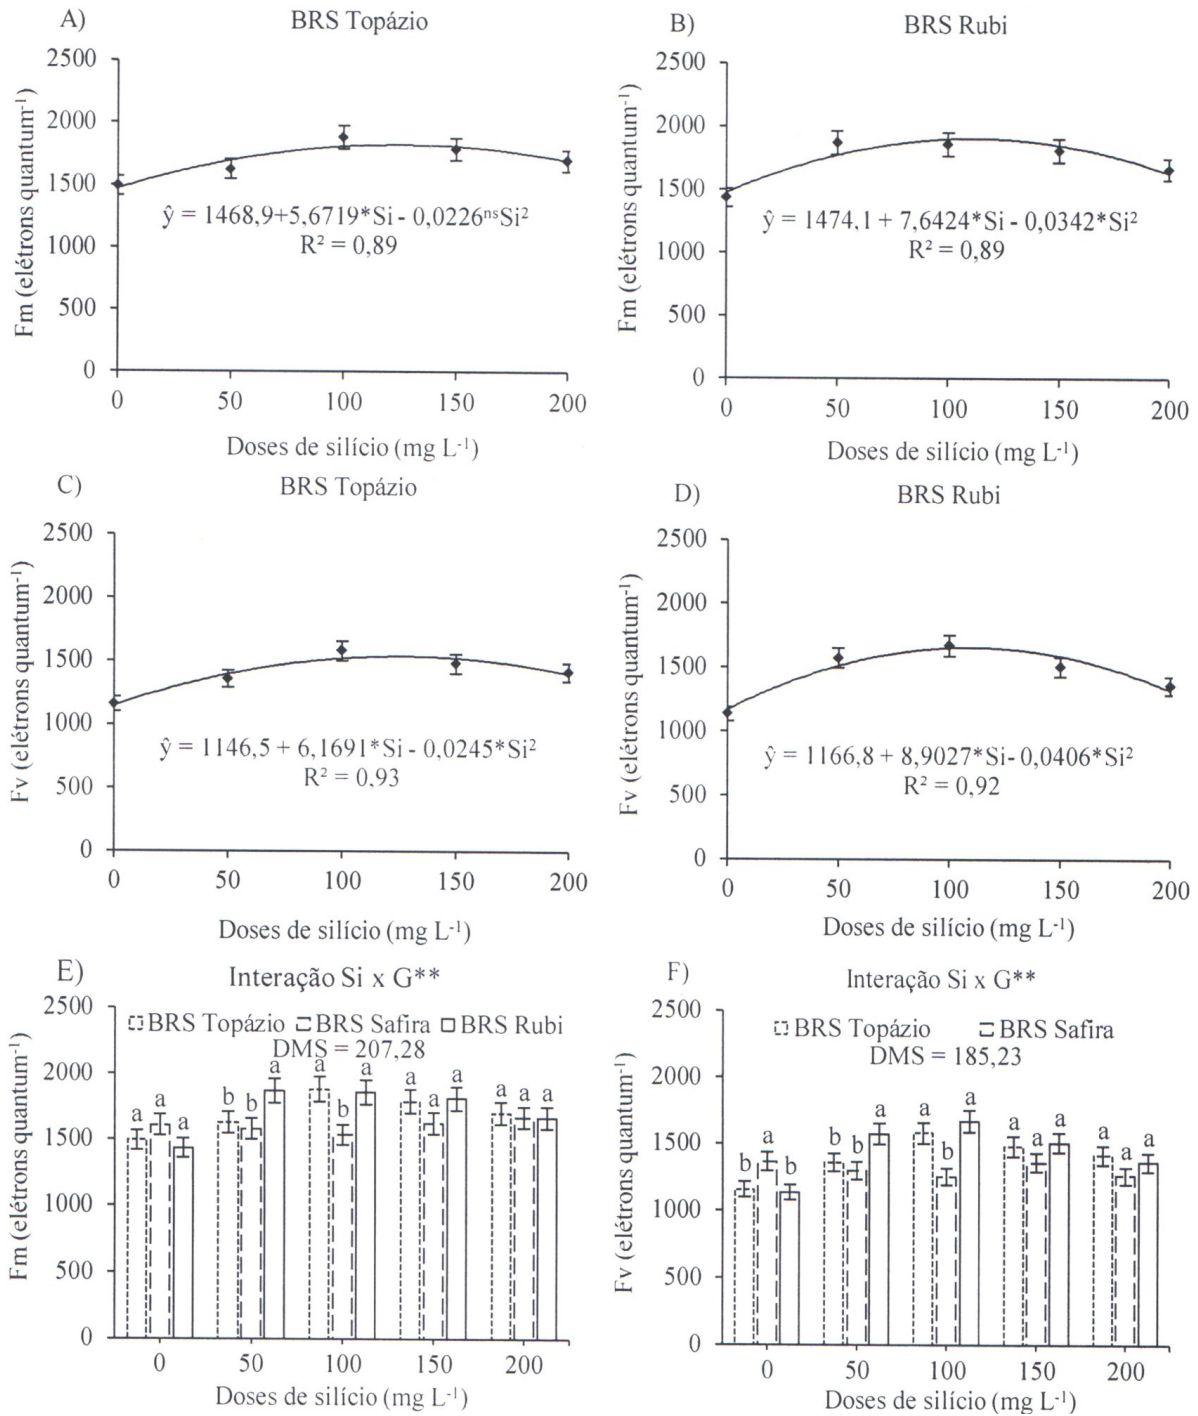 A)
BRS Topázio
2500
2000
1500
1000
500
0
Fm (elétrons quantum⁻¹)
ŷ = 1468,9+5,6719*Si - 0,0226ⁿˢSi²
R² = 0,89
0 50 100 150 200
Doses de silício (mg L⁻¹)
B)
BRS Rubi
2500
2000
1500
1000
500
0
Fm (elétrons quantum⁻¹)
ŷ = 1474,1 + 7,6424*Si - 0,0342*Si²
R² = 0,89
0 50 100 150 200
Doses de silício (mg L⁻¹)
C)
BRS Topázio
2500
2000
1500
1000
500
0
Fv (elétrons quantum⁻¹)
ŷ = 1146,5 + 6,1691*Si - 0,0245*Si²
R² = 0,93
0 50 100 150 200
Doses de silício (mg L⁻¹)
D)
BRS Rubi
2500
2000
1500
1000
500
0
Fv (elétrons quantum⁻¹)
ŷ = 1166,8 + 8,9027*Si- 0,0406*Si²
R² = 0,92
0 50 100 150 200
Doses de silício (mg L⁻¹)
E)
Interação Si x G**
BRS Topázio BRS Safira BRS Rubi
DMS = 207,28
2500
2000
1500
1000
500
0
Fm (elétrons quantum⁻¹)
a a a b b a a b a a a a a a a
0 50 100 150 200
Doses de silício (mg L⁻¹)
F)
Interação Si x G**
BRS Topázio BRS Safira
DMS = 185,23
2500
2000
1500
1000
500
0
Fv (elétrons quantum⁻¹)
b a b b b a a b a a a a a a a
0 50 100 150 200
Doses de silício (mg L⁻¹)